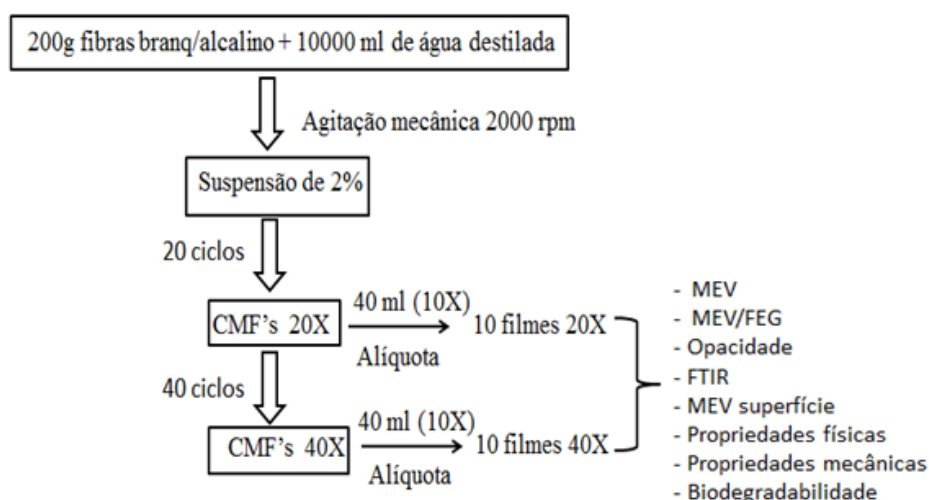 200g fibras branq/alcalino + 10000 ml de água destilada
Agitação mecânica 2000 rpm
Suspensão de 2%
20 ciclos
CMF's 20X
40 ml (10X)
Alíquota
10 filmes 20X
40 ciclos
CMF's 40X
40 ml (10X)
Alíquota
10 filmes 40X
- MEV
- MEV/FEG
- Opacidade
- FTIR
- MEV superfície
- Propriedades físicas
- Propriedades mecânicas
- Biodegradabilidade